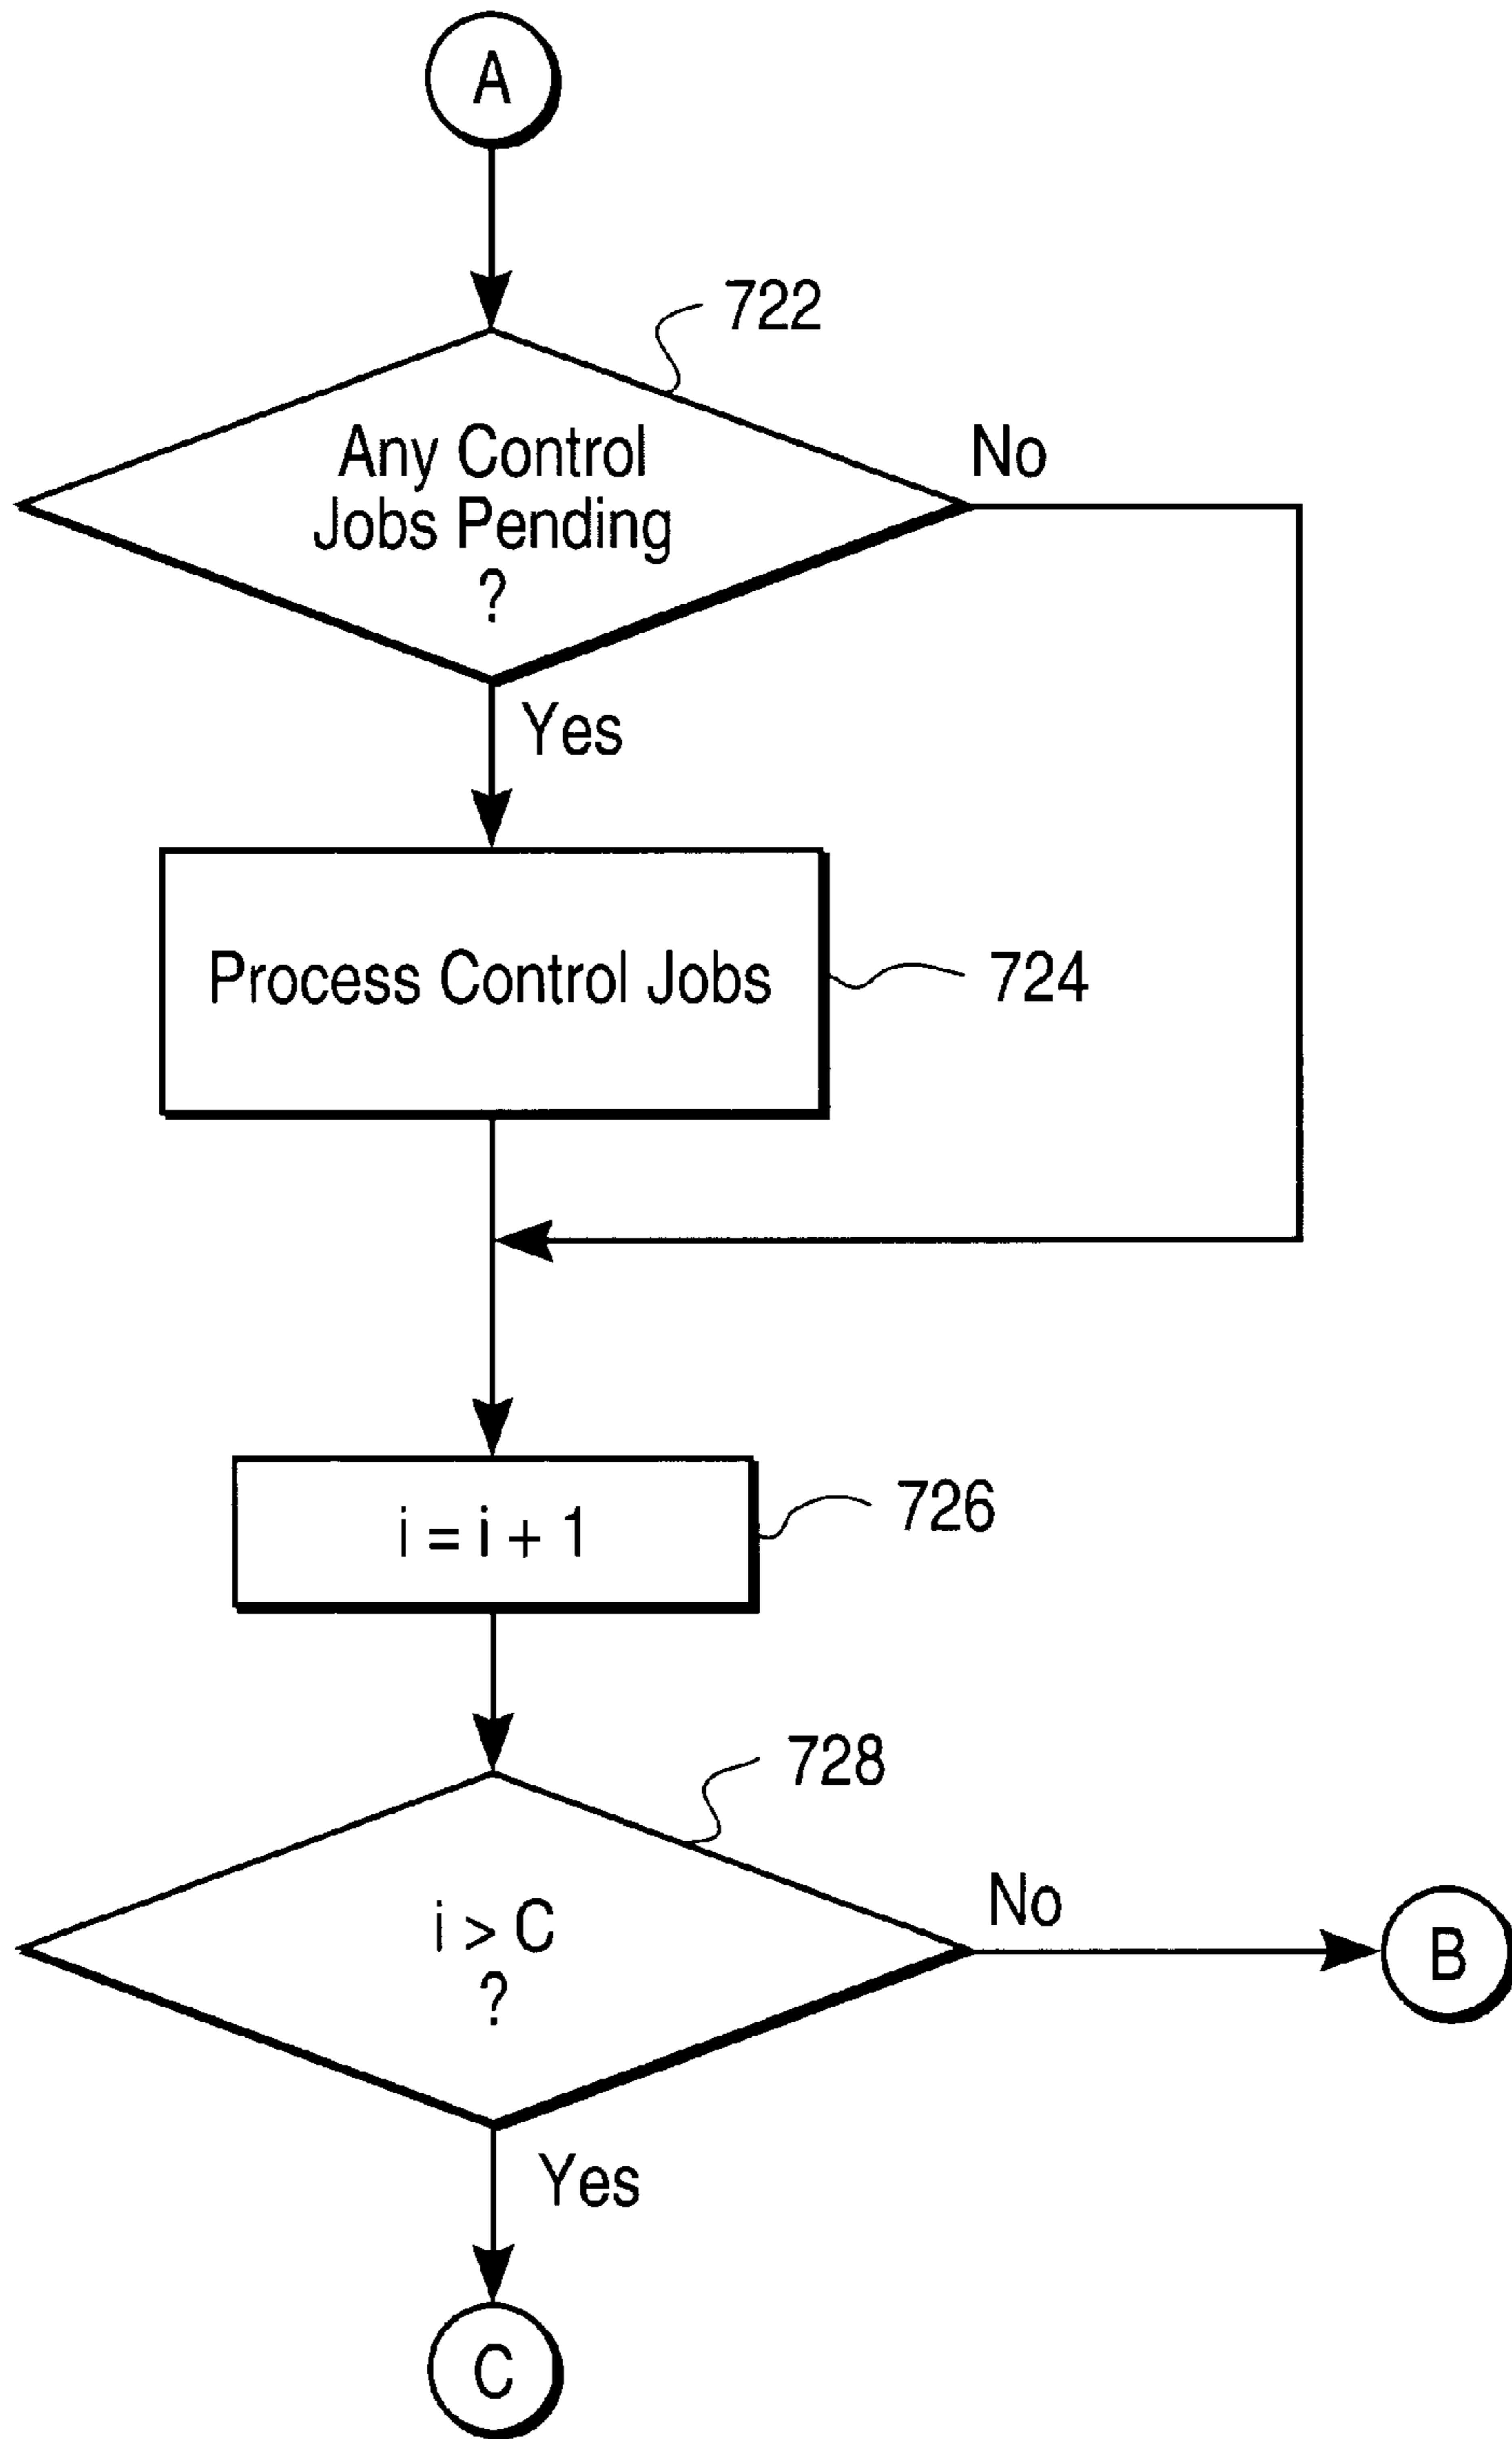 A
722
Any Control
Jobs Pending
?
No
Yes
Process Control Jobs
724
i = i + 1
726
728
i > C
?
No
B
Yes
C